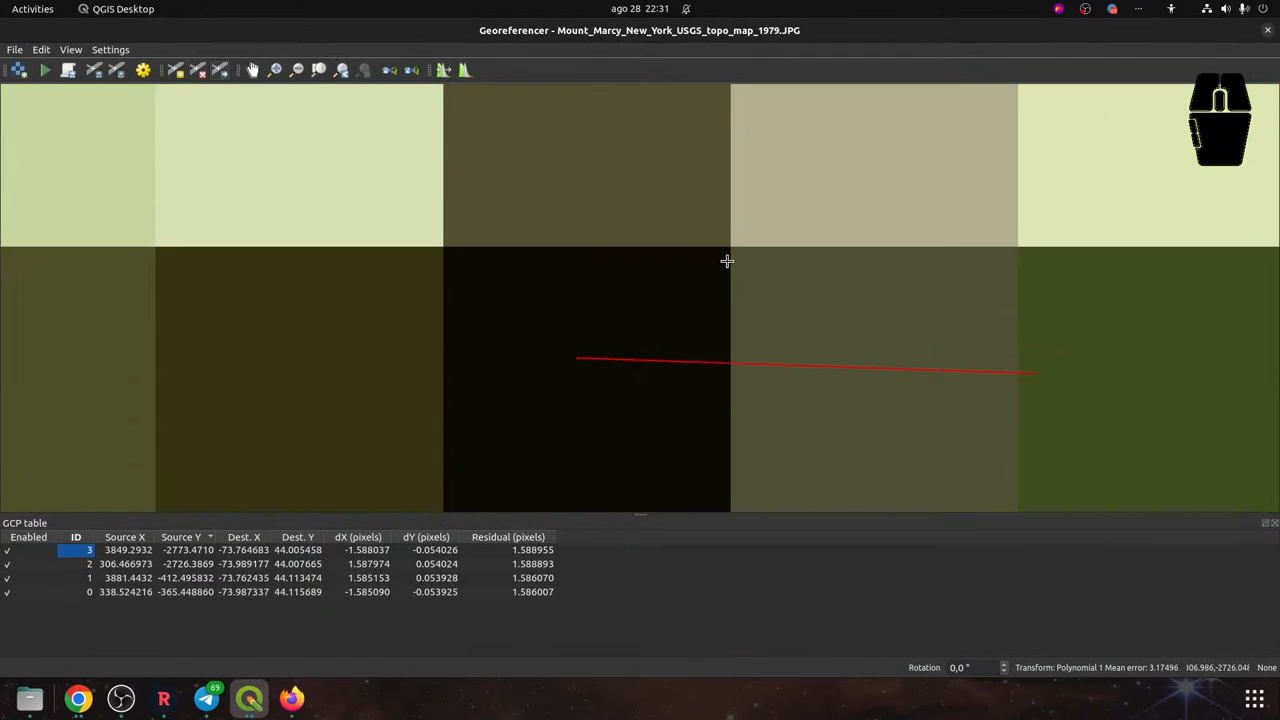 Activities
QGIS Desktop
ago 28 22:31
Georeferencer - Mount_Marcy_New_York_USGS_topo_map_1979.JPG
File Edit View Settings
GCP table
Enabled ID Source X Source Y Dest. X Dest. Y dX (pixels) dY (pixels) Residual (pixels)
✓ 3 3849.2932 -2773.4710 -73.764683 44.005458 -1.588037 -0.054026 1.588955
✓ 2 306.466973 -2726.3869 -73.989177 44.007665 1.587974 0.054024 1.588893
✓ 1 3881.4432 -412.495832 -73.762435 44.113474 1.585153 0.053928 1.586070
✓ 0 338.524216 -365.448860 -73.987337 44.115689 -1.585090 -0.053925 1.586007
Rotation 0,0 ° Transform: Polynomial 1 Mean error: 3.17496 None
69